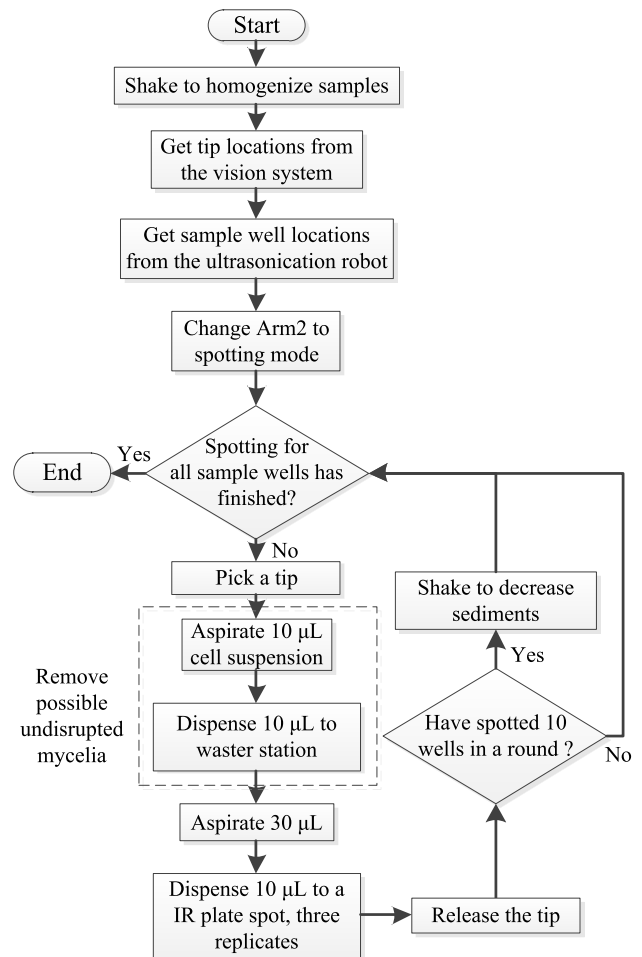 Start
Shake to homogenize samples
Get tip locations from
the vision system
Get sample well locations
from the ultrasonication robot
Change Arm2 to
spotting mode
Spotting for
all sample wells has
finished?
Yes
End
No
Pick a tip
Aspirate 10 μL
cell suspension
Dispense 10 μL to
waster station
Remove
possible
undisrupted
mycelia
Aspirate 30 μL
Dispense 10 μL to a
IR plate spot, three
replicates
Release the tip
Have spotted 10
wells in a round ?
Yes
No
Shake to decrease
sediments